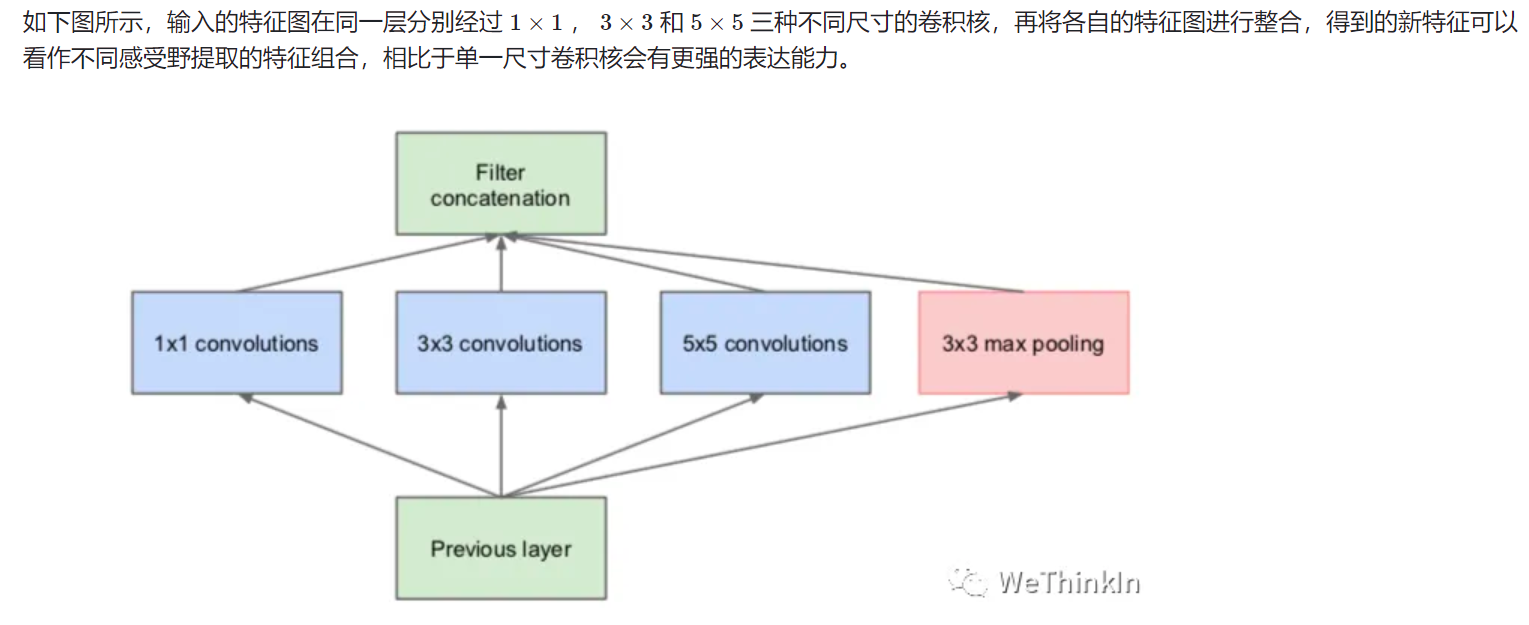 如下图所示，输入的特征图在同一层分别经过 1 × 1 ， 3 × 3 和 5 × 5 三种不同尺寸的卷积核，再将各自的特征图进行整合，得到的新特征可以
看作不同感受野提取的特征组合，相比于单一尺寸卷积核会有更强的表达能力。
Filter
concatenation
1x1 convolutions
3x3 convolutions
5x5 convolutions
3x3 max pooling
Previous layer
WeThinkIn